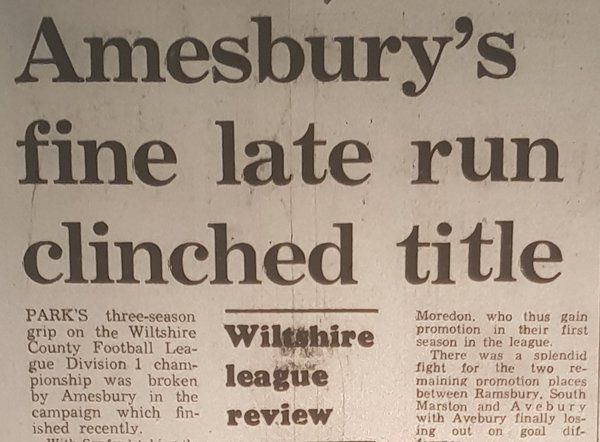 Amesbury's
fine late run
clinched title
PARK'S three-season
grip on the Wiltshire
County Football Lea-
gue Division 1 cham-
pionship was broken
by Amesbury in the
campaign which fin-
ished recently.
Wiltshire
league
review
Moredon, who thus gain
promotion in their first
season in the league.
There was a splendid
fight for the two re-
maining promotion places
between Ramsbury, South
Marston and Avebury
with Avebury finally los-
ing out on goal dif-